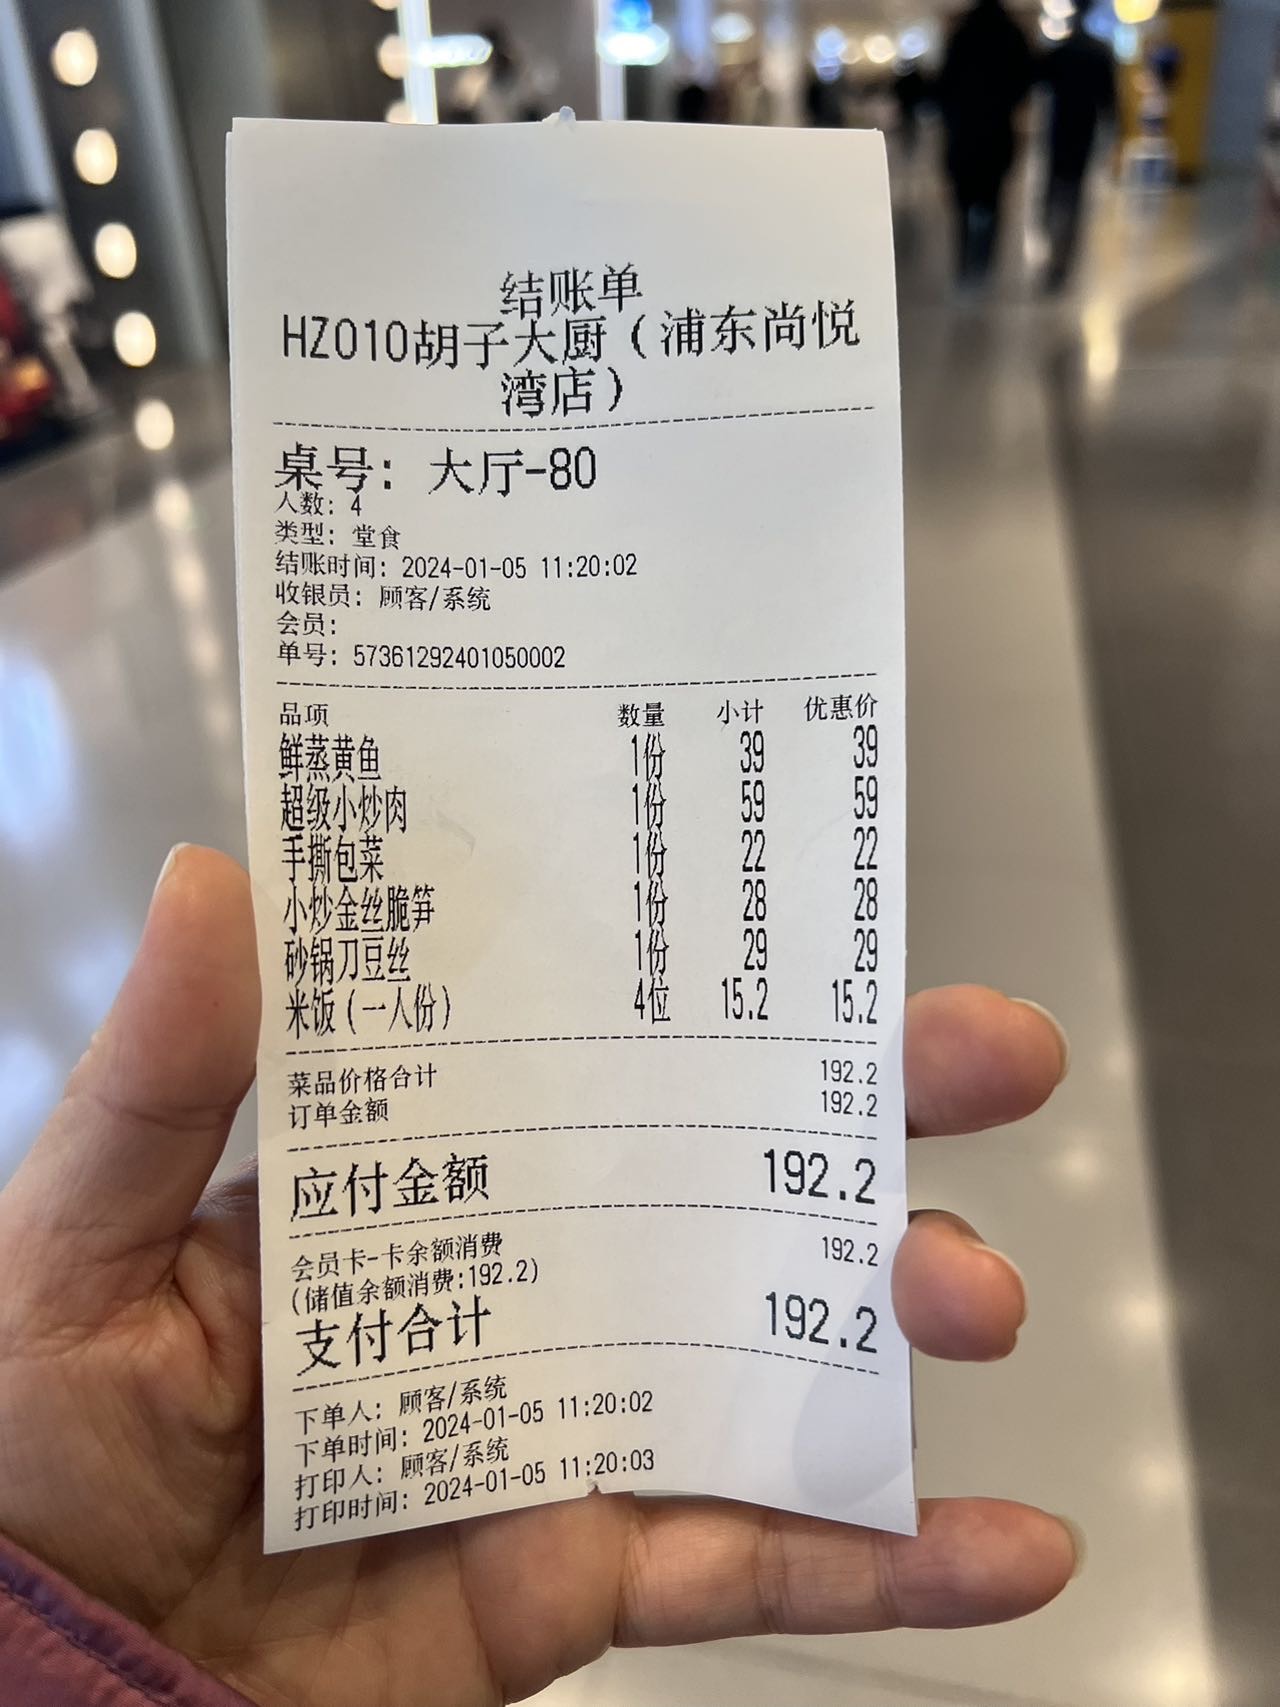 结账单
HZ010胡子大厨（浦东尚悦
湾店）
桌号: 大厅-80
人数: 4
类型: 堂食
结账时间: 2024-01-05 11:20:02
收银员: 顾客/系统
会员:
单号: 57361292401050002
品项 数量 小计 优惠价
鲜蒸黄鱼 1份 39 39
超级小炒肉 1份 59 59
手撕包菜 1份 22 22
小炒金丝脆笋 1份 28 28
砂锅刀豆丝 1份 29 29
米饭(一人份) 4位 15.2 15.2
菜品价格合计 192.2
订单金额 192.2
应付金额 192.2
会员卡-卡余额消费 192.2
(储值余额消费:192.2)
支付合计 192.2
下单人: 顾客/系统
下单时间: 2024-01-05 11:20:02
打印人: 顾客/系统
打印时间: 2024-01-05 11:20:03